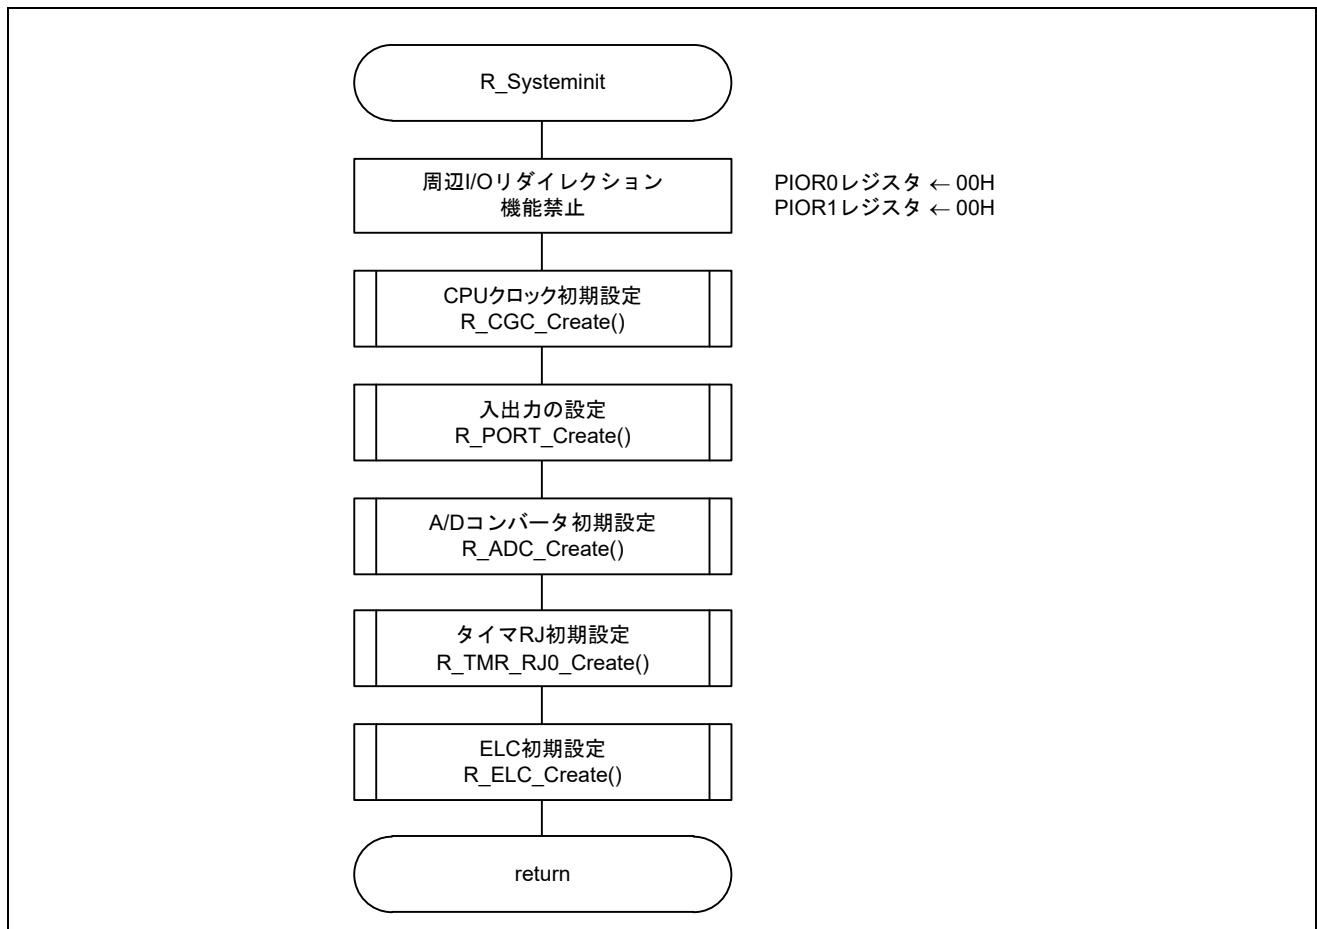 R_Systeminit
周辺I/Oリダイレクション
機能禁止
PIOR0レジスタ ← 00H
PIOR1レジスタ ← 00H
CPUクロック初期設定
R_CGC_Create()
入出力の設定
R_PORT_Create()
A/Dコンバータ初期設定
R_ADC_Create()
タイマRJ初期設定
R_TMR_RJ0_Create()
ELC初期設定
R_ELC_Create()
return